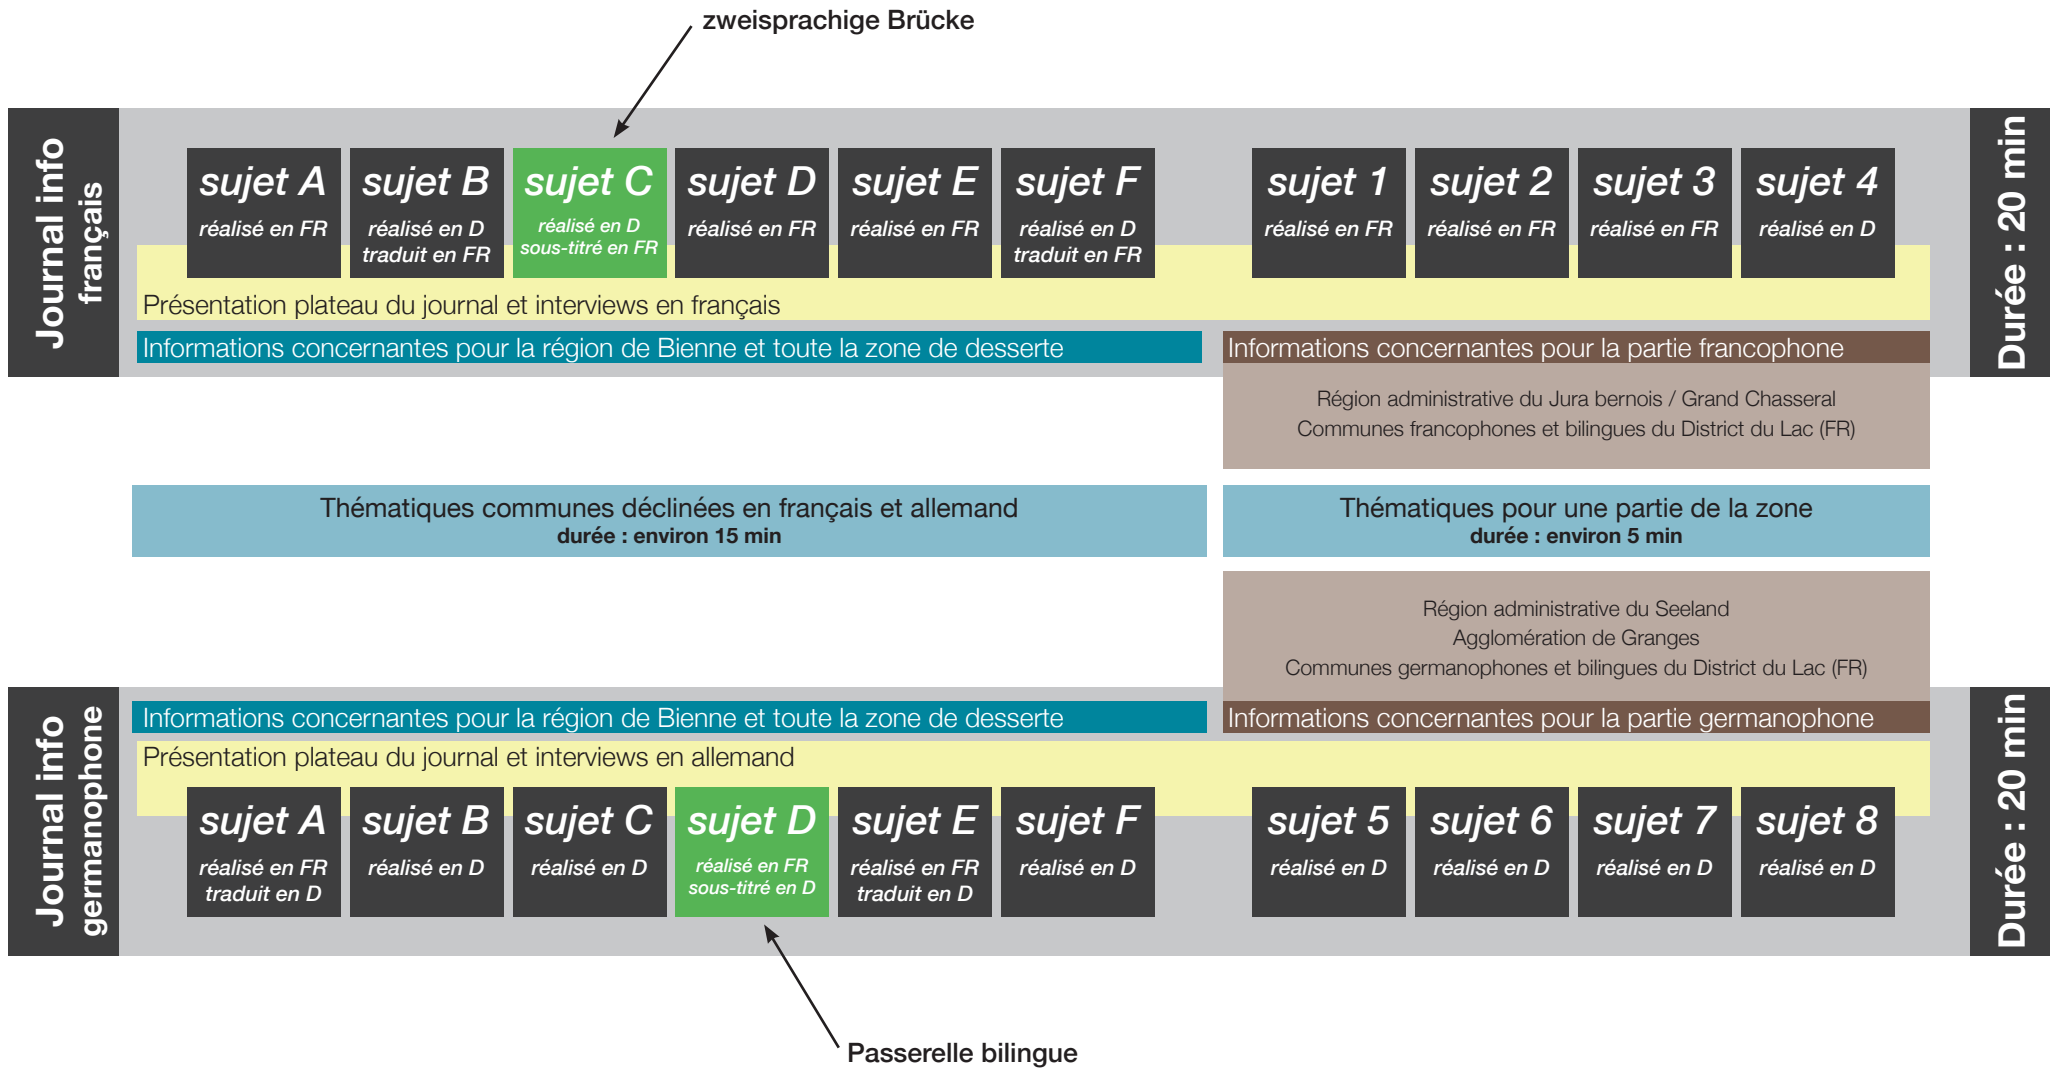 zweisprachige Brücke
Journal info
français
sujet A
réalisé en FR
sujet B
réalisé en D
traduit en FR
sujet C
réalisé en D
sous-titré en FR
sujet D
réalisé en FR
sujet E
réalisé en FR
sujet F
réalisé en D
traduit en FR
sujet 1
réalisé en FR
sujet 2
réalisé en FR
sujet 3
réalisé en FR
sujet 4
réalisé en D
Durée : 20 min
Présentation plateau du journal et interviews en français
Informations concernantes pour la région de Bienne et toute la zone de desserte
Informations concernantes pour la partie francophone
Région administrative du Jura bernois / Grand Chasseral
Communes francophones et bilingues du District du Lac (FR)
Thématiques communes déclinées en français et allemand
durée : environ 15 min
Thématiques pour une partie de la zone
durée : environ 5 min
Région administrative du Seeland
Agglomération de Granges
Communes germanophones et bilingues du District du Lac (FR)
Journal info
germanophone
Informations concernantes pour la région de Bienne et toute la zone de desserte
Informations concernantes pour la partie germanophone
Présentation plateau du journal et interviews en allemand
sujet A
réalisé en FR
traduit en D
sujet B
réalisé en D
sujet C
réalisé en D
sujet D
réalisé en FR
sous-titré en D
sujet E
réalisé en FR
traduit en D
sujet F
réalisé en D
sujet 5
réalisé en D
sujet 6
réalisé en D
sujet 7
réalisé en D
sujet 8
réalisé en D
Durée : 20 min
Passerelle bilingue